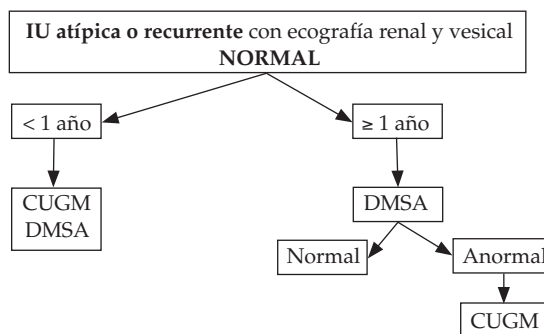 IU atípica o recurrente con ecografía renal y vesical
NORMAL
< 1 año
≥ 1 año
CUGM
DMSA
DMSA
Normal
Anormal
CUGM